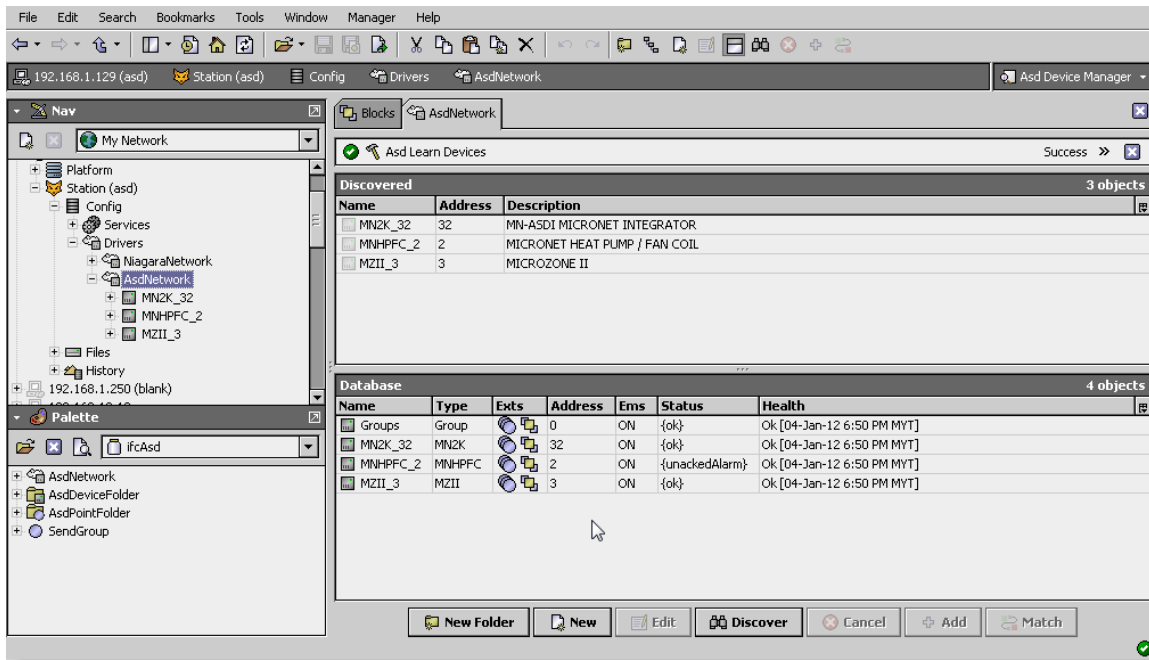 File Edit Search Bookmarks Tools Window Manager Help
192.168.1.129 (asd) Station (asd) Config Drivers AsdNetwork Asd Device Manager
Nav
My Network
Platform
Station (asd)
Config
Services
Drivers
NiagaraNetwork
AsdNetwork
MN2K_32
MNHPFC_2
MZII_3
Files
History
192.168.1.250 (blank)
Palette
ifcAsd
AsdNetwork
AsdDeviceFolder
AsdPointFolder
SendGroup
Blocks AsdNetwork
Asd Learn Devices Success »
Discovered 3 objects
Name Address Description
MN2K_32 32 MN-ASDI MICRONET INTEGRATOR
MNHPFC_2 2 MICRONET HEAT PUMP / FAN COIL
MZII_3 3 MICROZONE II
Database 4 objects
Name Type Exts Address Ems Status Health
Groups Group 0 ON {ok} Ok [04-Jan-12 6:50 PM MYT]
MN2K_32 MN2K 32 ON {ok} Ok [04-Jan-12 6:50 PM MYT]
MNHPFC_2 MNHPFC 2 ON {unackedAlarm} Ok [04-Jan-12 6:50 PM MYT]
MZII_3 MZII 3 ON {ok} Ok [04-Jan-12 6:50 PM MYT]
New Folder New Edit Discover Cancel Add Match